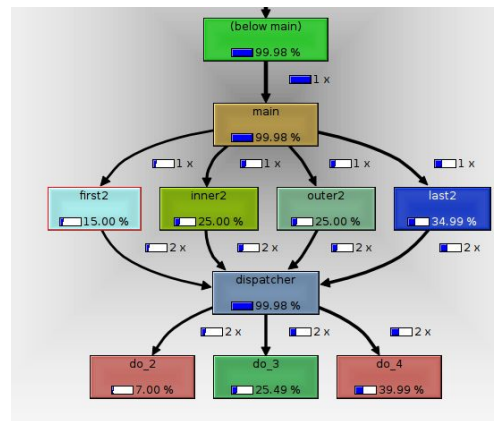 (below main)
99.98 %
1 x
main
99.98 %
1 x 1 x 1 x 1 x
first2 inner2 outer2 last2
15.00 % 25.00 % 25.00 % 34.99 %
2 x 2 x 2 x 2 x
dispatcher
99.98 %
2 x 2 x 2 x
do_2 do_3 do_4
7.00 % 25.49 % 39.99 %